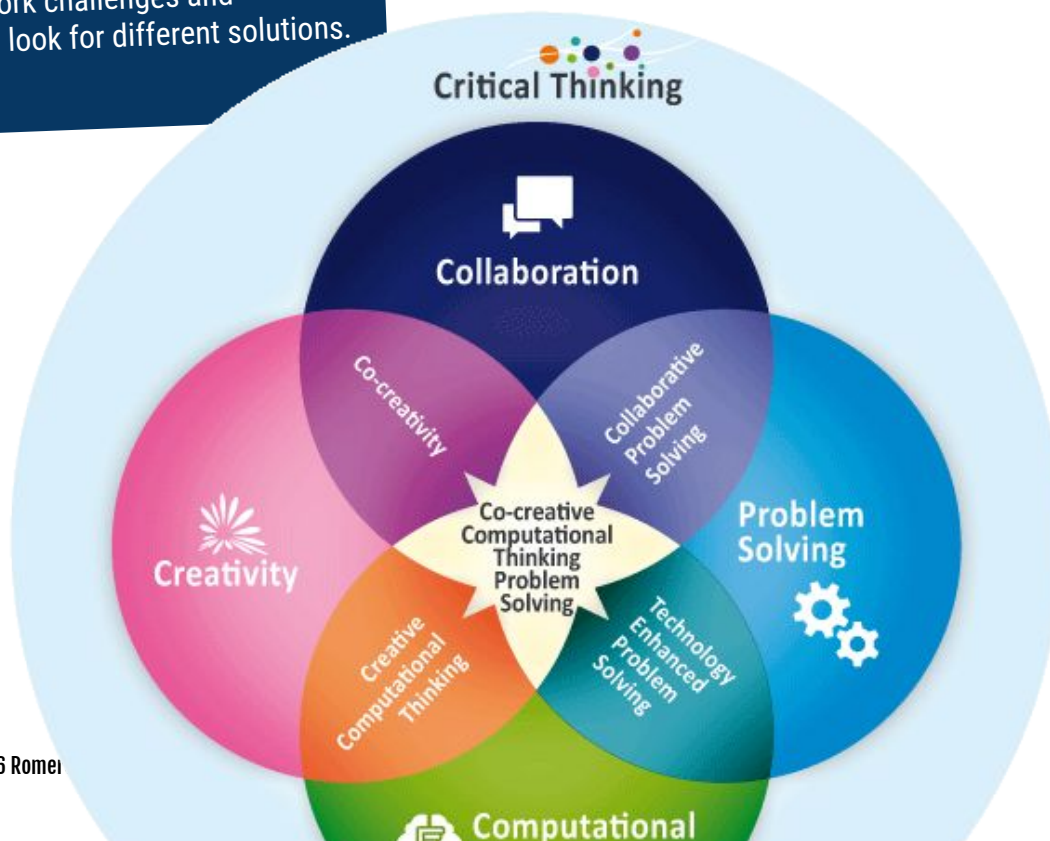 look for different solutions.
Critical Thinking
Collaboration
Co-creativity
Collaborative
Problem
Solving
Co-creative
Computational
Thinking
Problem
Solving
Problem
Solving
Creativity
Creative
Computational
Thinking
Technology
Enhanced
Problem
Solving
Computational